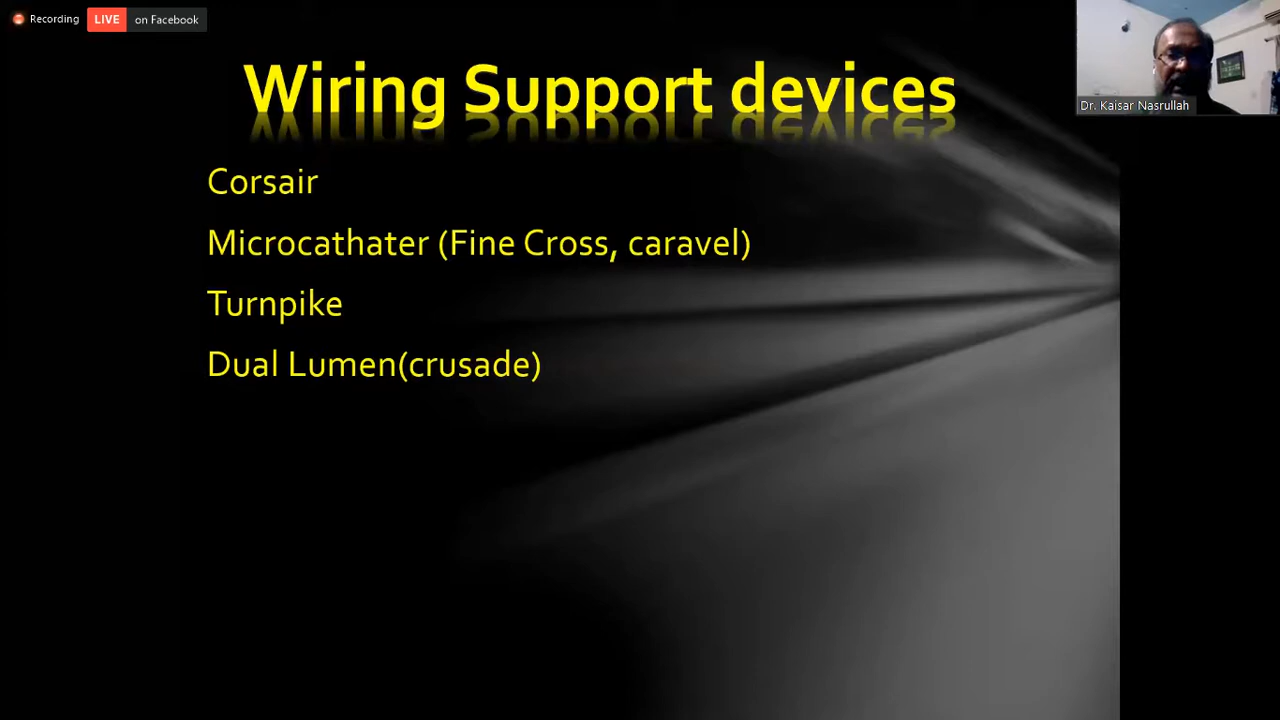 Recording LIVE on Facebook
Wiring Support devices
Dr. Kaisar Nasrullah
Corsair
Microcathater (Fine Cross, caravel)
Turnpike
Dual Lumen(crusade)